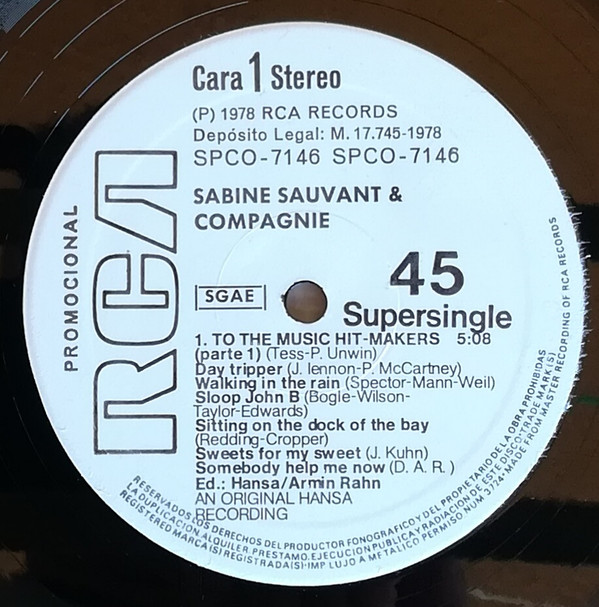 Cara 1 Stereo
(P) 1978 RCA RECORDS
Depósito Legal: M. 17.745-1978
SPCO-7146 SPCO-7146
SABINE SAUVANT &
COMPAGNIE
PROMOCIONAL
RCA
SGAE
45
Supersingle
1. TO THE MUSIC HIT-MAKERS 5:08
(parte 1) (Tess-P. Unwin)
Day tripper (J. lennon-P. McCartney)
Walking in the rain (Spector-Mann-Weil)
Sloop John B (Bogle-Wilson-
Taylor-Edwards)
Sitting on the dock of the bay
(Redding-Cropper)
Sweets for my sweet (J. Kuhn)
Somebody help me now (D. A. R. )
Ed.: Hansa/Armin Rahn
AN ORIGINAL HANSA
RECORDING
RESERVADOS LOS DERECHOS DEL PRODUCTOR FONOGRAFICO Y DEL PROPIETARIO DE LA OBRA PROHIBIDAS
LA DUPLICACION, ALQUILER, PRESTAMO, EJECUCION PUBLICA Y RADIACION DE ESTE DISCO-TRADE MARK(S)
REGISTERED MARCA(S) REGISTRADA(S)-IMP LUJO A METALICO PERMISO NUM 3774-MADE FROM MASTER RECORDING OF RCA RECORDS